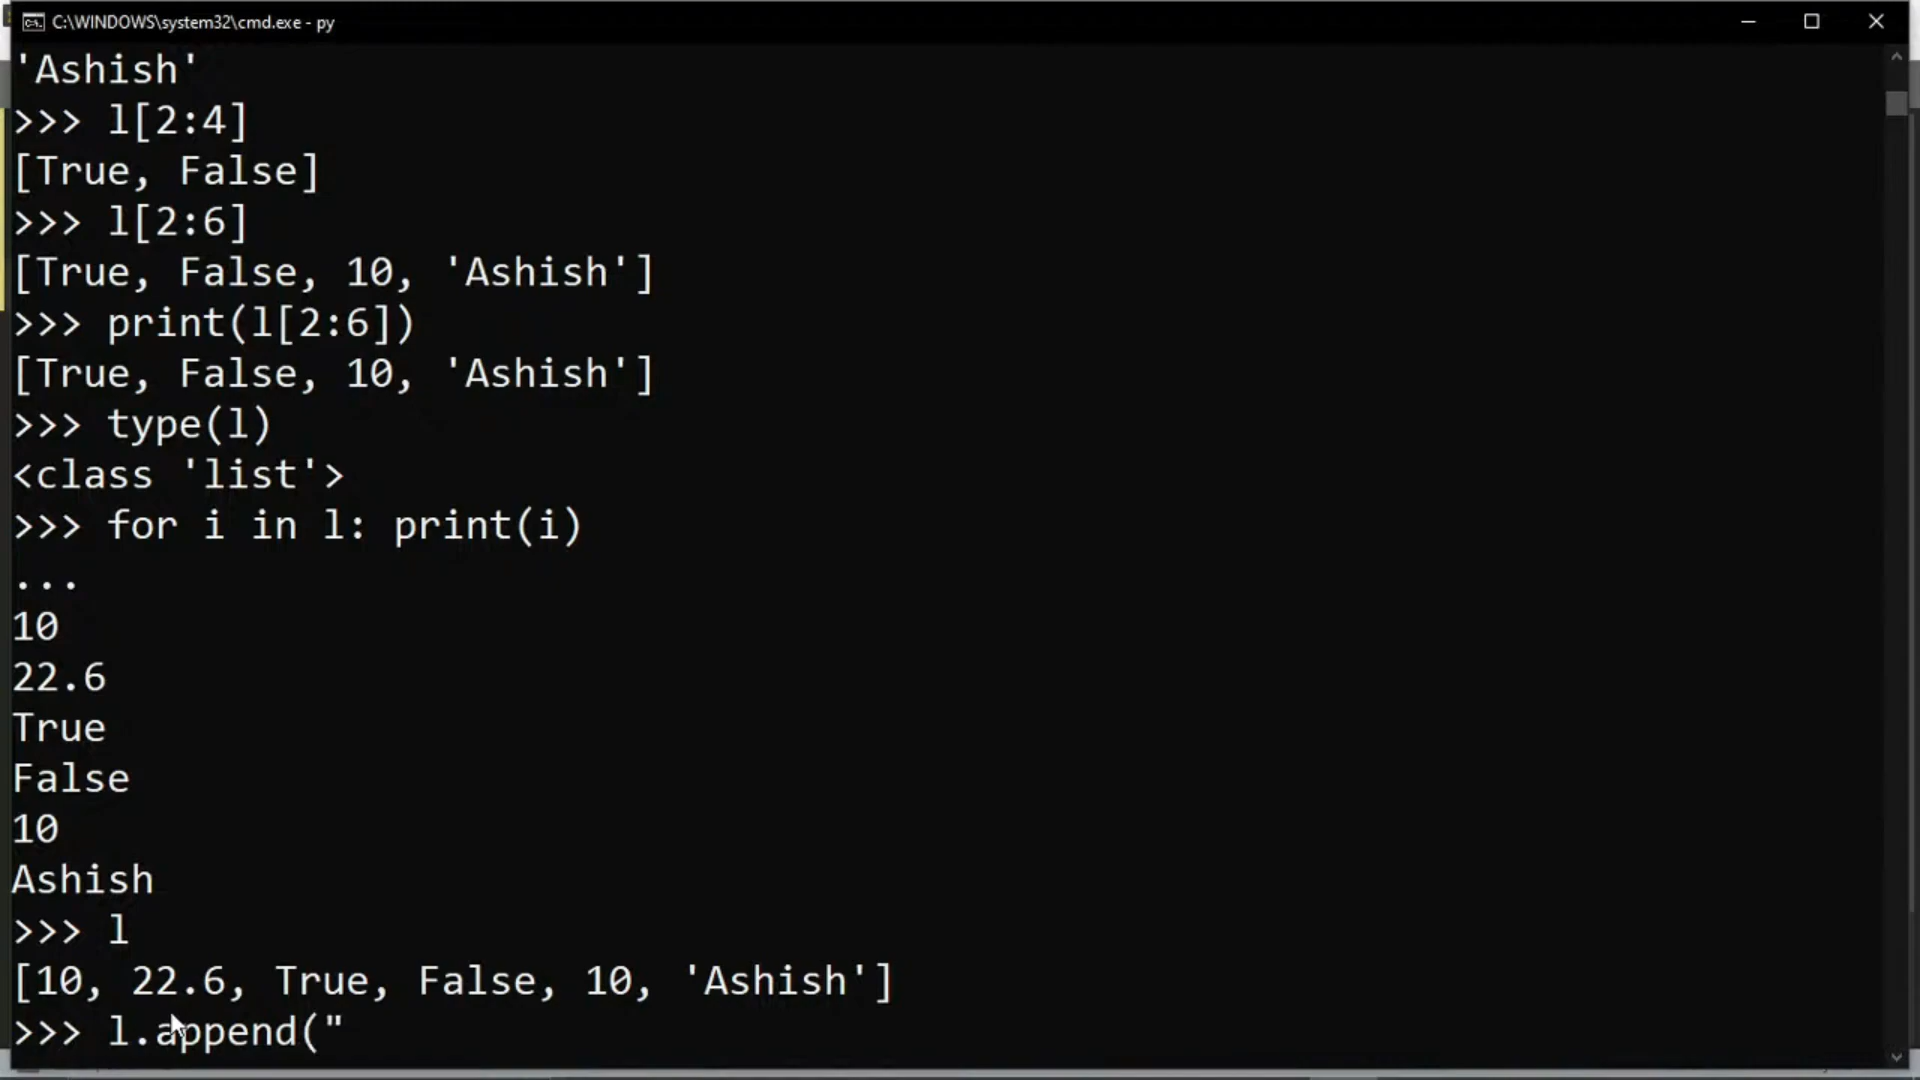 C:\WINDOWS\system32\cmd.exe - py
'Ashish'
>>> l[2:4]
[True, False]
>>> l[2:6]
[True, False, 10, 'Ashish']
>>> print(l[2:6])
[True, False, 10, 'Ashish']
>>> type(l)
<class 'list'>
>>> for i in l: print(i)
...
10
22.6
True
False
10
Ashish
>>> l
[10, 22.6, True, False, 10, 'Ashish']
>>> l.append("